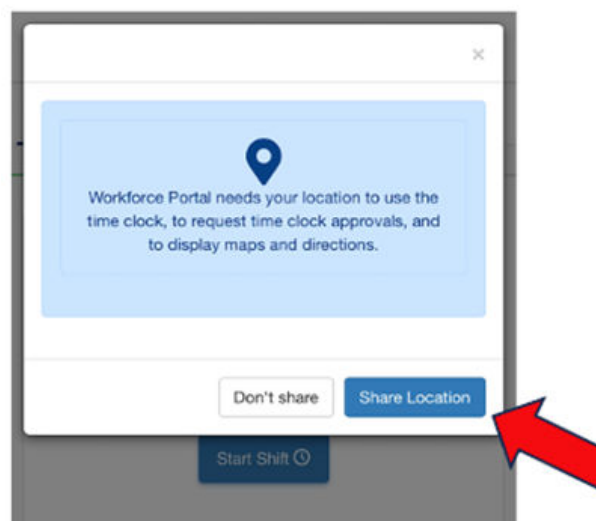 ×
Workforce Portal needs your location to use the
time clock, to request time clock approvals, and
to display maps and directions.
Don't share Share Location
Start Shift